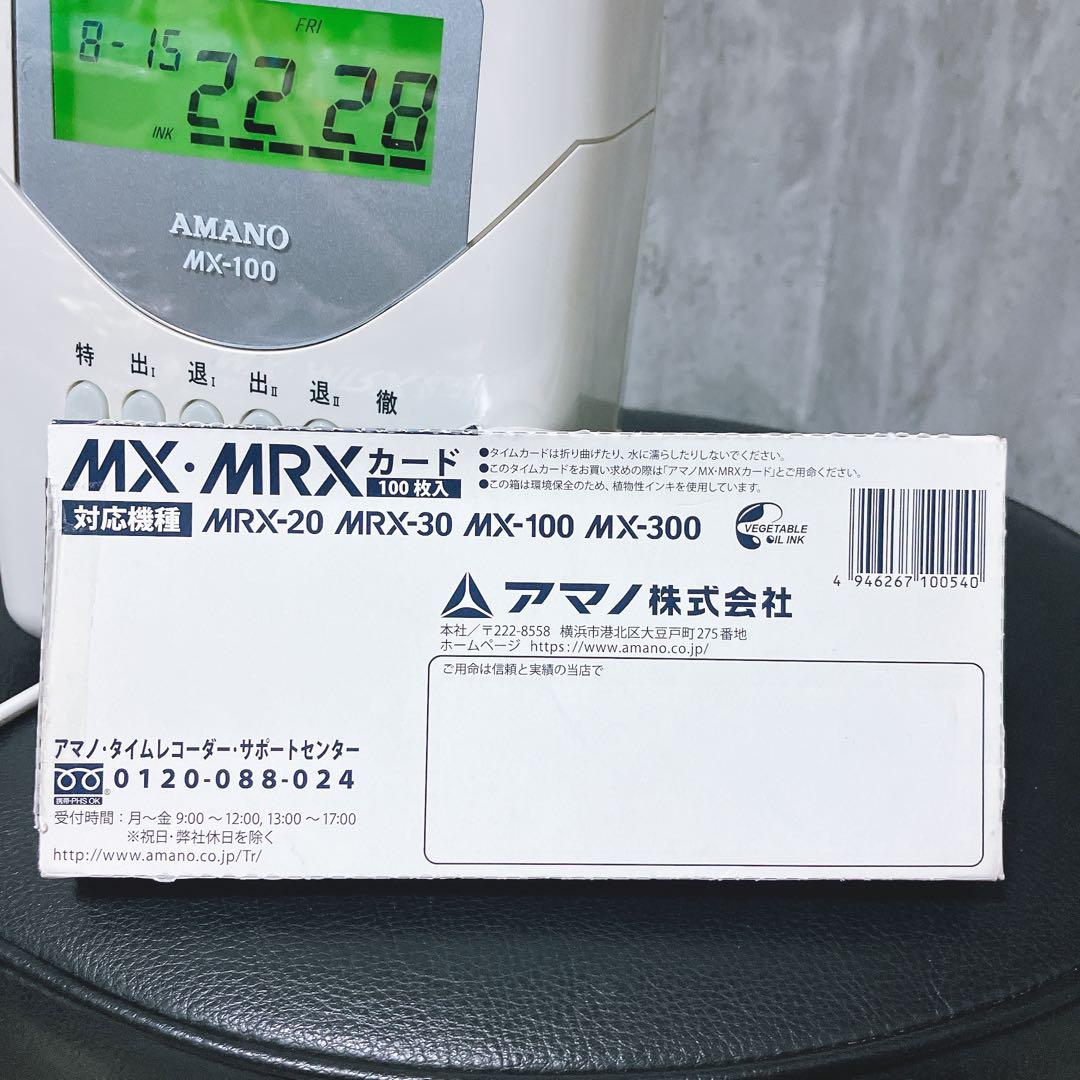 FRI
8-15 22 28
INK
AMANO
MX-100
特 出I 退I 出II 退II 徹
MX・MRXカード
100枚入
●タイムカードは折り曲げたり、水に濡らしたりしないでください。
●このタイムカードをお買い求めの際は「アマノMX・MRXカード」とご用命ください。
●この箱は環境保全のため、植物性インキを使用しています。
対応機種 MRX-20 MRX-30 MX-100 MX-300
VEGETABLE
OIL INK
4 946267 100540
アマノ株式会社
本社／〒222-8558 横浜市港北区大豆戸町275番地
ホームページ https://www.amano.co.jp/
ご用命は信頼と実績の当店で
アマノ・タイムレコーダー・サポートセンター
0120-088-024
携帯・PHS OK
受付時間：月～金 9:00～12:00, 13:00～17:00
※祝日・弊社休日を除く
http://www.amano.co.jp/Tr/